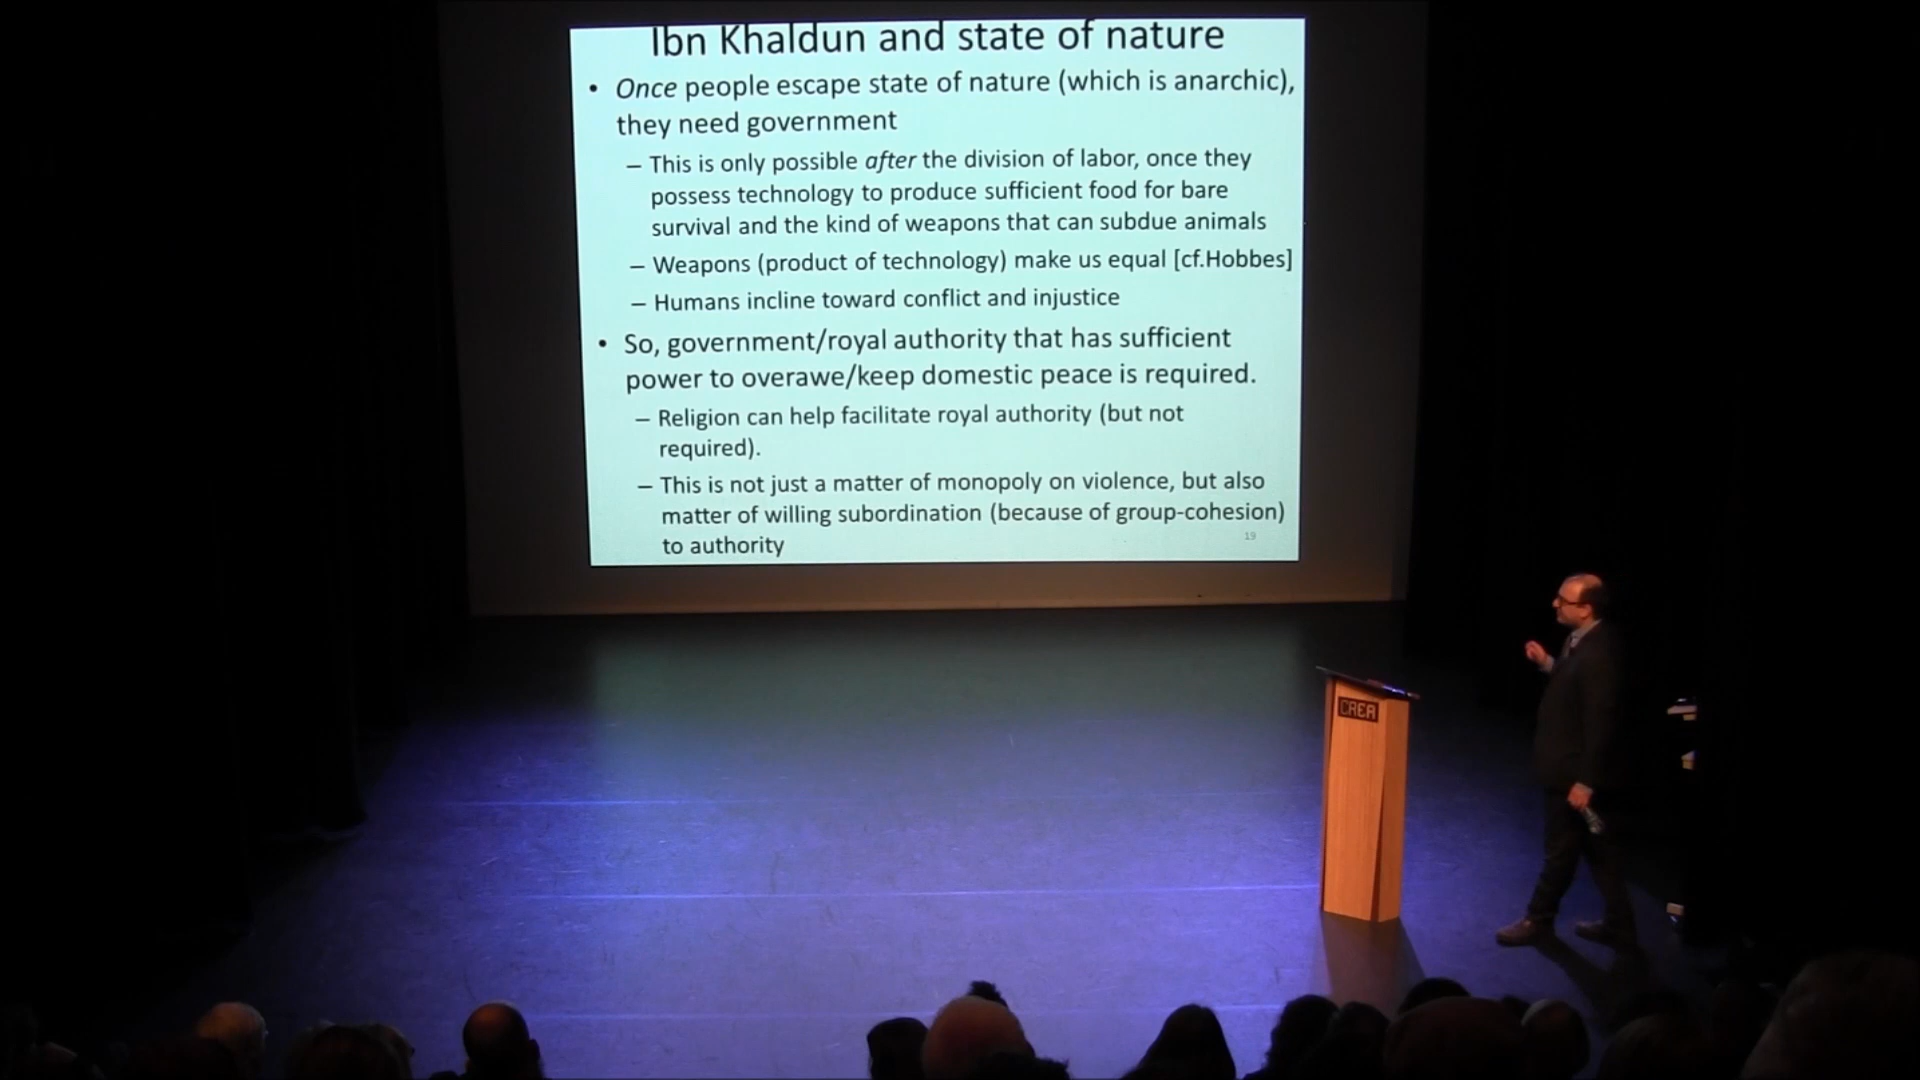 Ibn Khaldun and state of nature
• Once people escape state of nature (which is anarchic),
they need government
– This is only possible after the division of labor, once they
possess technology to produce sufficient food for bare
survival and the kind of weapons that can subdue animals
– Weapons (product of technology) make us equal [cf.Hobbes]
– Humans incline toward conflict and injustice
• So, government/royal authority that has sufficient
power to overawe/keep domestic peace is required.
– Religion can help facilitate royal authority (but not
required).
– This is not just a matter of monopoly on violence, but also
matter of willing subordination (because of group-cohesion)
to authority
19
CREA